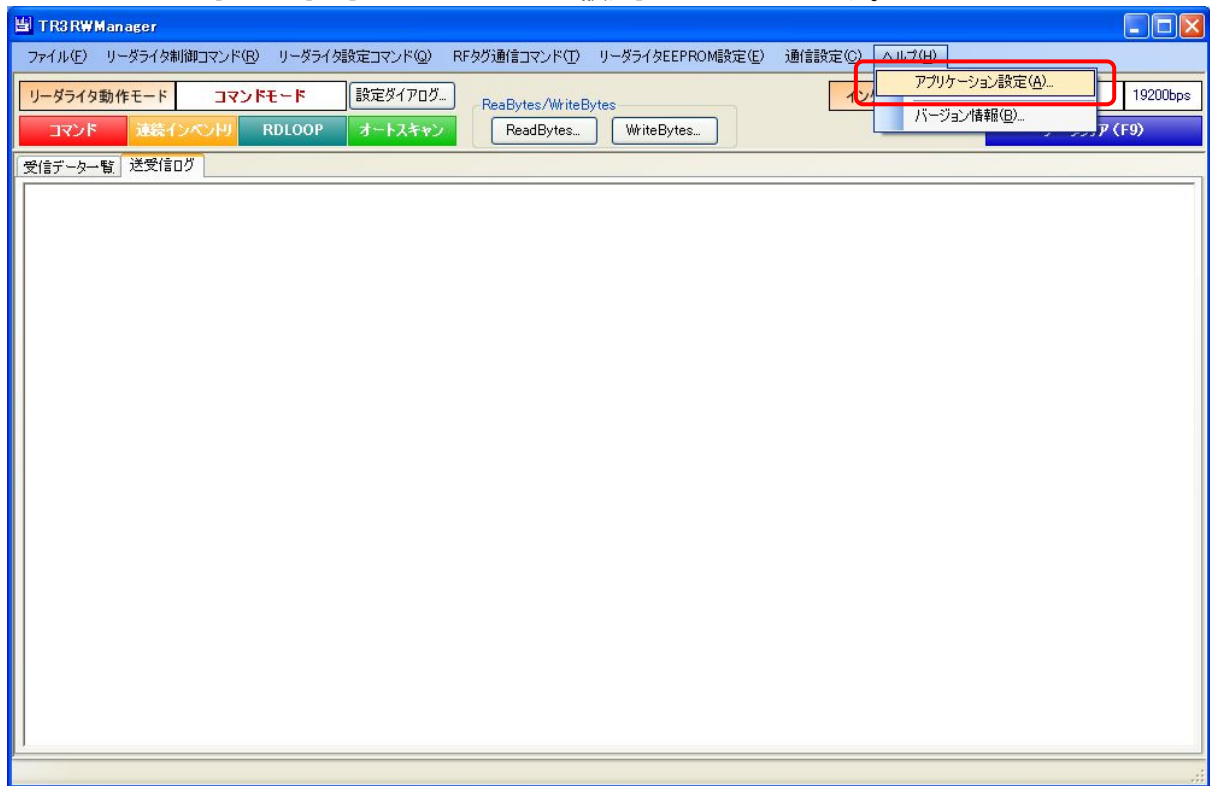 TR3RWManager
ファイル(F) リーダライタ制御コマンド(R) リーダライタ設定コマンド(Q) RFタグ通信コマンド(T) リーダライタEEPROM設定(E) 通信設定(C) ヘルプ(H)
アプリケーション設定(A)...
バージョン情報(B)...
リーダライタ動作モード コマンドモード 設定ダイアログ... ReaBytes/WriteBytes 19200bps
コマンド 連続インベントリ RDLOOP オートスキャン ReadBytes... WriteBytes... (F9)
受信データ一覧 送受信ログ